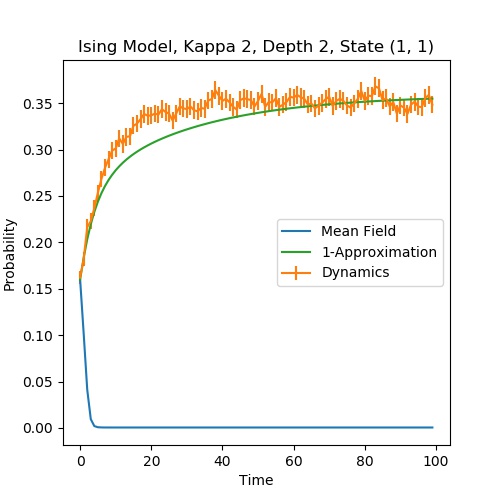 Ising Model, Kappa 2, Depth 2, State (1, 1)
0.35
0.30
0.25
0.20
0.15
0.10
0.05
0.00
Probability
Mean Field
1-Approximation
Dynamics
0 20 40 60 80 100
Time